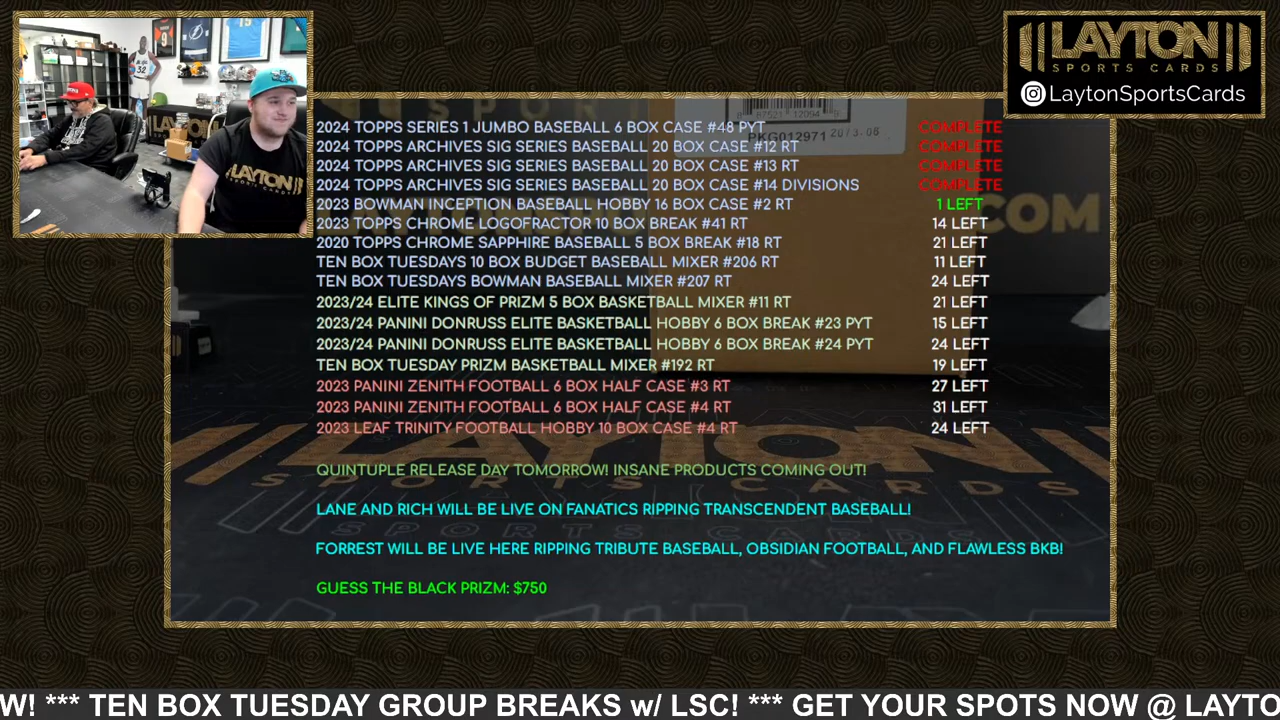 LAYTON
SPORTS CARDS
LaytonSportsCards
2024 TOPPS SERIES 1 JUMBO BASEBALL 6 BOX CASE #48 PYT COMPLETE
2024 TOPPS ARCHIVES SIG SERIES BASEBALL 20 BOX CASE #12 RT COMPLETE
2024 TOPPS ARCHIVES SIG SERIES BASEBALL 20 BOX CASE #13 RT COMPLETE
2024 TOPPS ARCHIVES SIG SERIES BASEBALL 20 BOX CASE #14 DIVISIONS COMPLETE
2023 BOWMAN INCEPTION BASEBALL HOBBY 16 BOX CASE #2 RT 1 LEFT
2023 TOPPS CHROME LOGOFRACTOR 10 BOX BREAK #41 RT 14 LEFT
2020 TOPPS CHROME SAPPHIRE BASEBALL 5 BOX BREAK #18 RT 21 LEFT
TEN BOX TUESDAYS 10 BOX BUDGET BASEBALL MIXER #206 RT 11 LEFT
TEN BOX TUESDAYS BOWMAN BASEBALL MIXER #207 RT 24 LEFT
2023/24 ELITE KINGS OF PRIZM 5 BOX BASKETBALL MIXER #11 RT 21 LEFT
2023/24 PANINI DONRUSS ELITE BASKETBALL HOBBY 6 BOX BREAK #23 PYT 15 LEFT
2023/24 PANINI DONRUSS ELITE BASKETBALL HOBBY 6 BOX BREAK #24 PYT 24 LEFT
TEN BOX TUESDAY PRIZM BASKETBALL MIXER #192 RT 19 LEFT
2023 PANINI ZENITH FOOTBALL 6 BOX HALF CASE #3 RT 27 LEFT
2023 PANINI ZENITH FOOTBALL 6 BOX HALF CASE #4 RT 31 LEFT
2023 LEAF TRINITY FOOTBALL HOBBY 10 BOX CASE #4 RT 24 LEFT
QUINTUPLE RELEASE DAY TOMORROW! INSANE PRODUCTS COMING OUT!
LANE AND RICH WILL BE LIVE ON FANATICS RIPPING TRANSCENDENT BASEBALL!
FORREST WILL BE LIVE HERE RIPPING TRIBUTE BASEBALL, OBSIDIAN FOOTBALL, AND FLAWLESS BKB!
GUESS THE BLACK PRIZM: $750
W! *** TEN BOX TUESDAY GROUP BREAKS w/ LSC! *** GET YOUR SPOTS NOW @ LAYTO